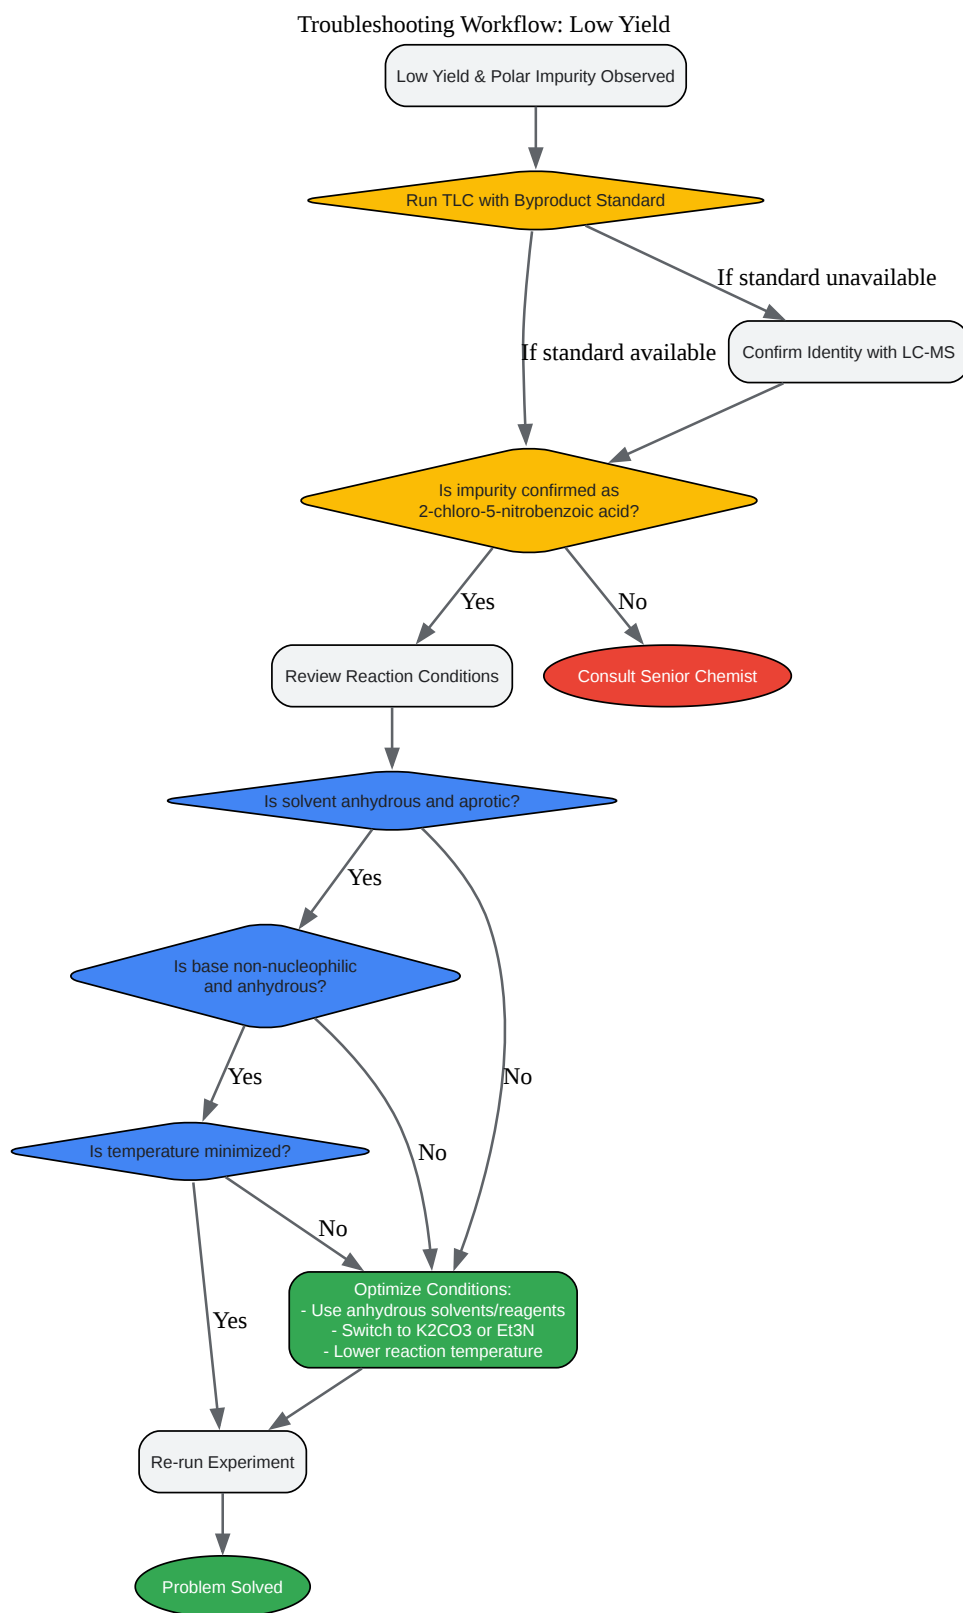 Troubleshooting Workflow: Low Yield
Low Yield & Polar Impurity Observed
Run TLC with Byproduct Standard
If standard unavailable
If standard available
Confirm Identity with LC-MS
Is impurity confirmed as
2-chloro-5-nitrobenzoic acid?
Yes
No
Review Reaction Conditions
Consult Senior Chemist
Is solvent anhydrous and aprotic?
Yes
Is base non-nucleophilic
and anhydrous?
Yes
No
Is temperature minimized?
No
No
Optimize Conditions:
- Use anhydrous solvents/reagents
- Switch to K2CO3 or Et3N
- Lower reaction temperature
Yes
Re-run Experiment
Problem Solved